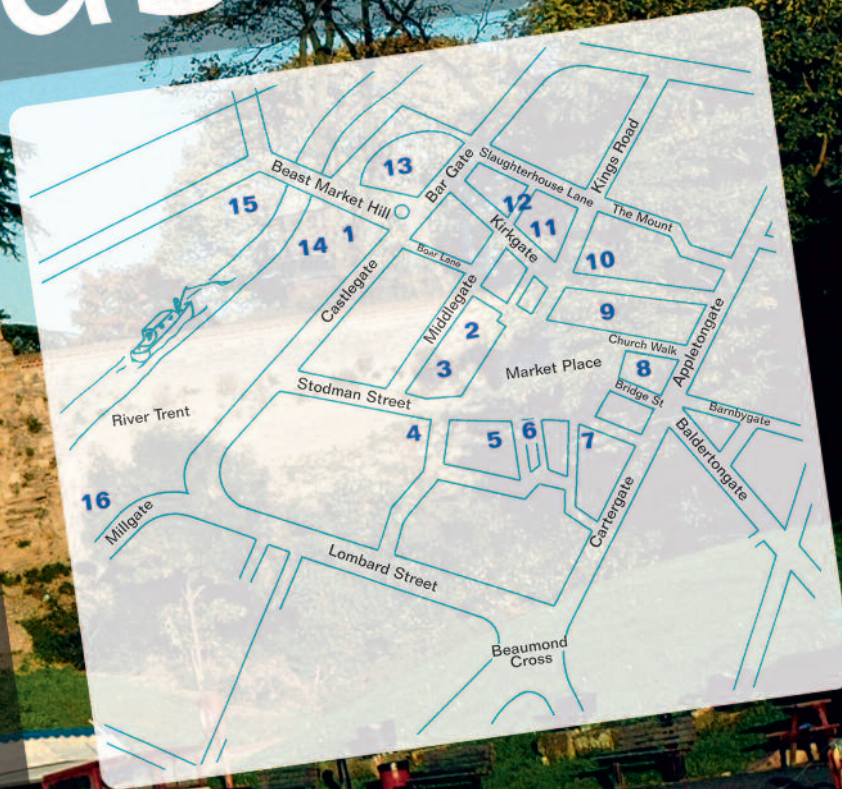 Beast Market Hill
13
Bar Gate
Slaughterhouse Lane
Kings Road
The Mount
15
14
1
12
11
Kirkgate
10
Boar Lane
Castlegate
Middlegate
2
3
9
Church Walk
Appletongate
Market Place
8
Bridge St
Barnbygate
Stodman Street
River Trent
4
5
6
7
Baldertongate
Cartergate
16
Millgate
Lombard Street
Beaumond
Cross